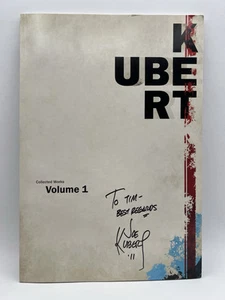 K
UBE
RT
Collected Works
Volume 1
To TIM-
BEST REGARDS
JOE
KUBERT
'11